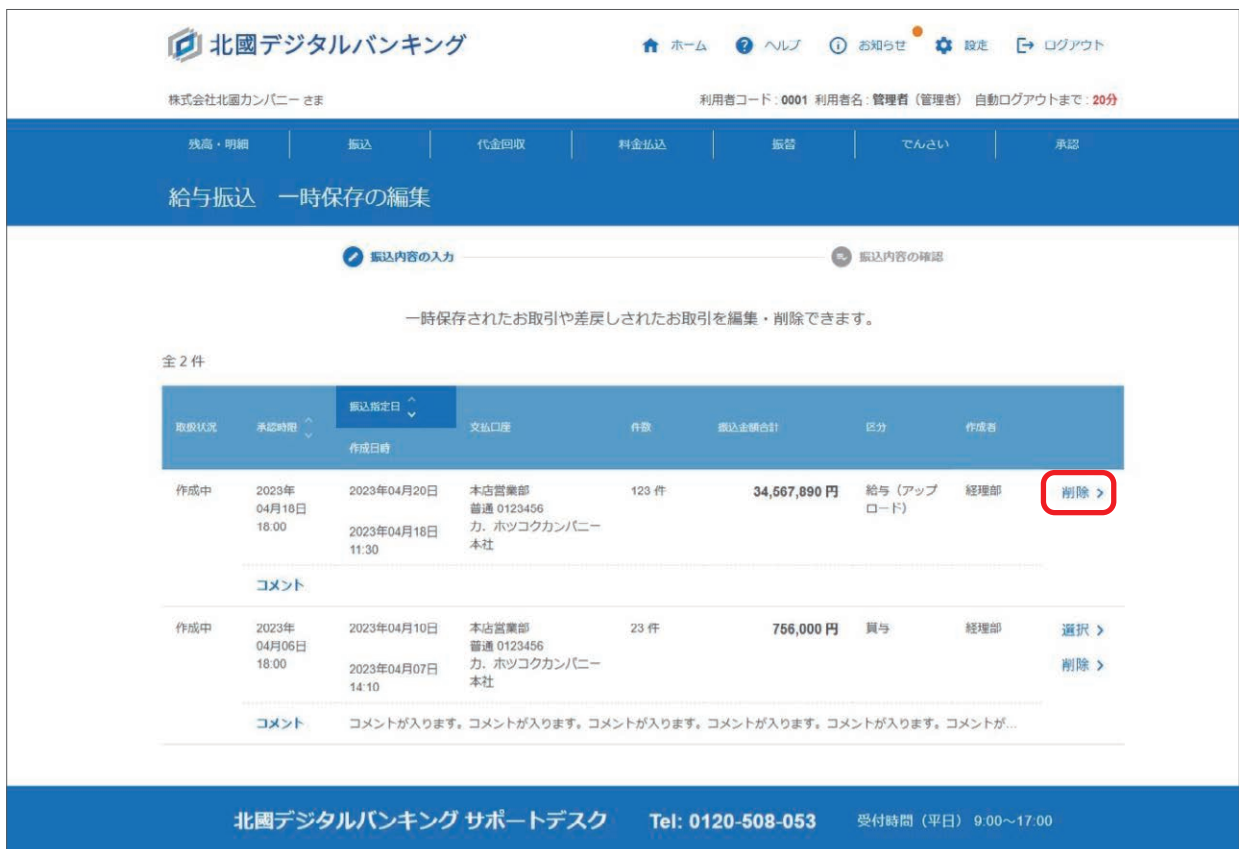 北國デジタルバンキング
ホーム ヘルプ お知らせ 設定 ログアウト
株式会社北國カンパニー さま
利用者コード : 0001 利用者名 : 管理者 (管理者) 自動ログアウトまで : 20分
残高・明細 振込 代金回収 料金払込 振替 でんさい 承認
給与振込 一時保存の編集
振込内容の入力 振込内容の確認
一時保存されたお取引や差戻しされたお取引を編集・削除できます。
全2件
取扱状況 承認時限 振込指定日 支払口座 件数 振込金額合計 区分 作成者
作成日時
作成中 2023年 2023年04月20日 本店営業部 123 件 34,567,890 円 給与 (アップ 経理部 削除
04月18日 普通 0123456 ロード)
18:00 2023年04月18日 カ．ホツコクカンパニー
11:30 本社
コメント
作成中 2023年 2023年04月10日 本店営業部 23 件 756,000 円 賞与 経理部 選択
04月06日 普通 0123456
18:00 2023年04月07日 カ．ホツコクカンパニー 削除
14:10 本社
コメント コメントが入ります。コメントが入ります。コメントが入ります。コメントが入ります。コメントが入ります。コメントが...
北國デジタルバンキング サポートデスク Tel: 0120-508-053 受付時間 (平日) 9:00～17:00